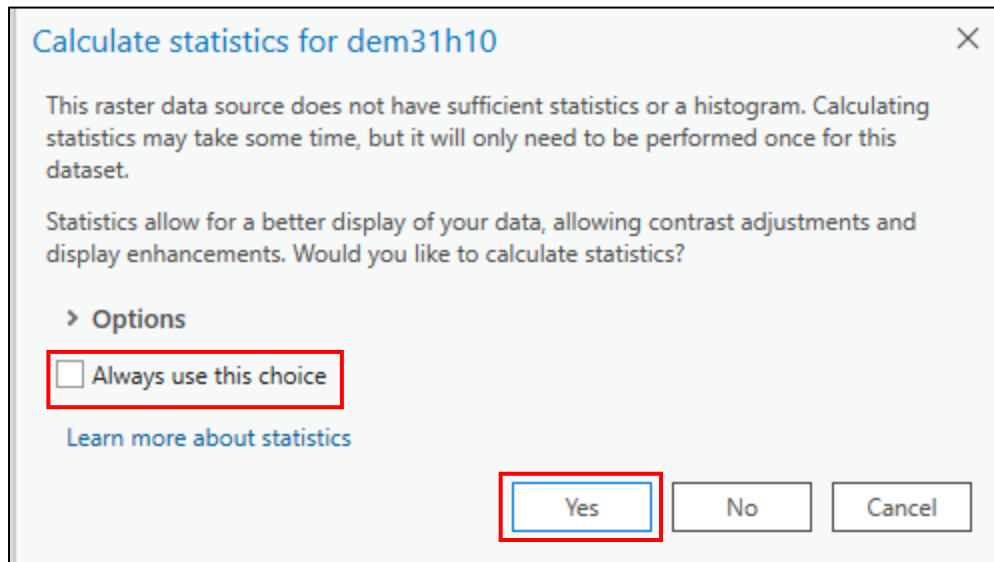 Calculate statistics for dem31h10
This raster data source does not have sufficient statistics or a histogram. Calculating
statistics may take some time, but it will only need to be performed once for this
dataset.
Statistics allow for a better display of your data, allowing contrast adjustments and
display enhancements. Would you like to calculate statistics?
Options
Always use this choice
Learn more about statistics
Yes No Cancel